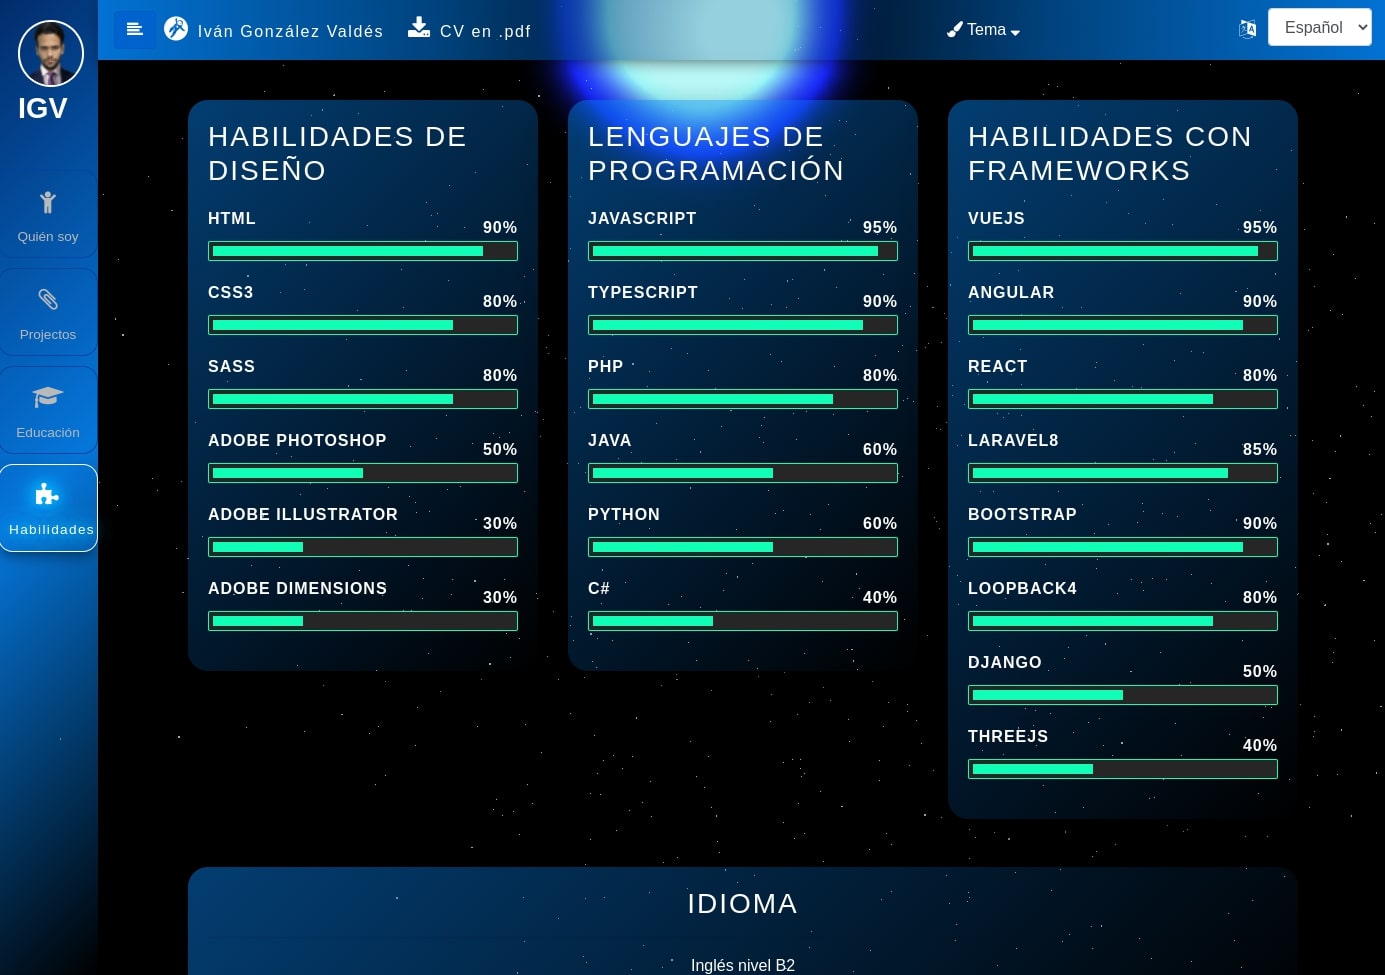 IGV
Quién soy
Projectos
Educación
Habilidades
Iván González Valdés
CV en .pdf
Tema
Español
HABILIDADES DE
DISEÑO
HTML
90%
CSS3
80%
SASS
80%
ADOBE PHOTOSHOP
50%
ADOBE ILLUSTRATOR
30%
ADOBE DIMENSIONS
30%
LENGUAJES DE
PROGRAMACIÓN
JAVASCRIPT
95%
TYPESCRIPT
90%
PHP
80%
JAVA
60%
PYTHON
60%
C#
40%
HABILIDADES CON
FRAMEWORKS
VUEJS
95%
ANGULAR
90%
REACT
80%
LARAVEL8
85%
BOOTSTRAP
90%
LOOPBACK4
80%
DJANGO
50%
THREEJS
40%
IDIOMA
Inglés nivel B2